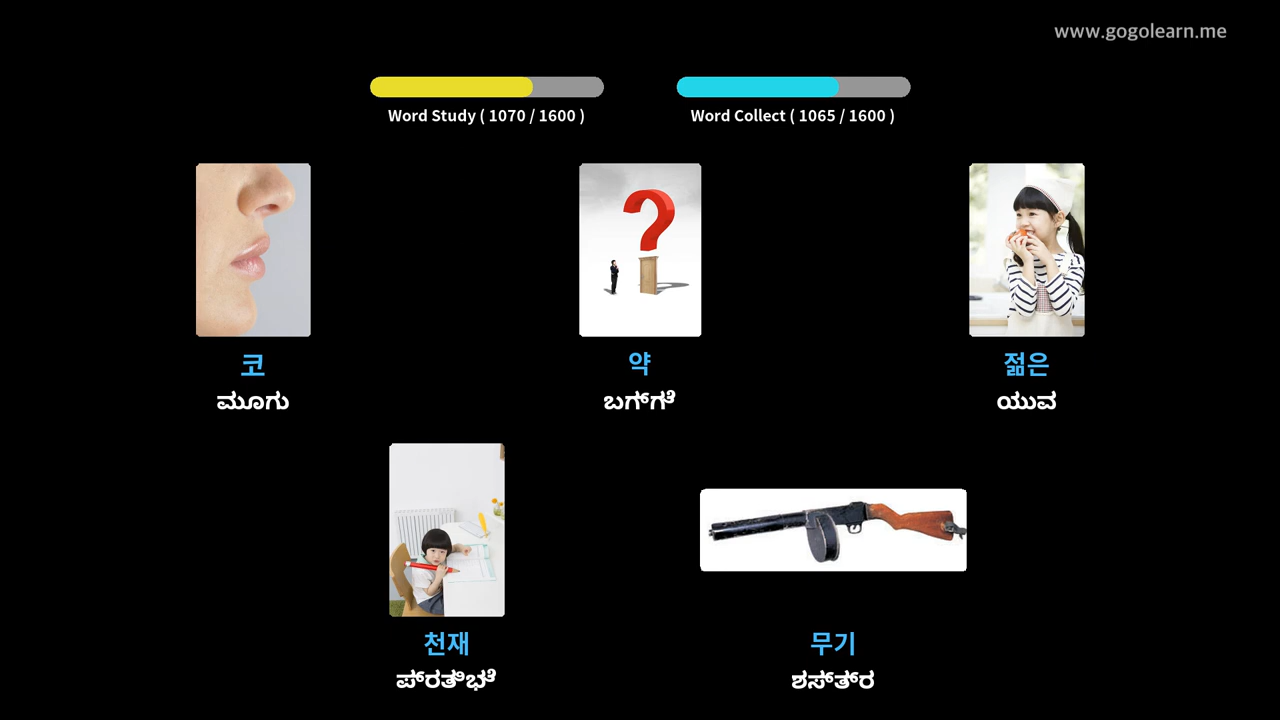 www.gogolearn.me
Word Study ( 1070 / 1600 )
Word Collect ( 1065 / 1600 )
코
약
젊은
ಮೂಗು
ಬಗ್ಗೆ
ಯುವ
천재
무기
ಪ್ರತಿಭೆ
ಶಸ್ತ್ರ